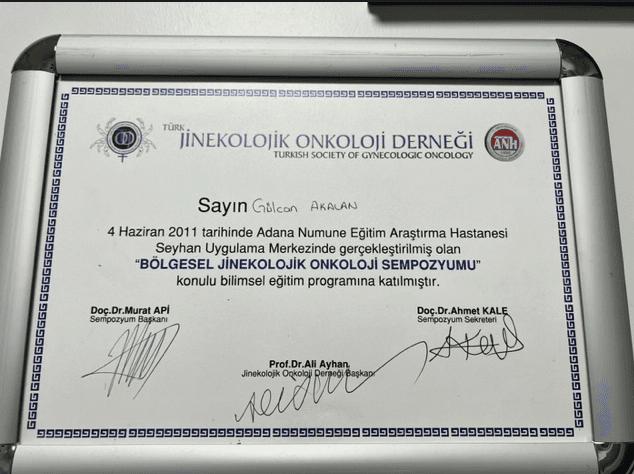 TÜRK
JİNEKOLOJİK ONKOLOJİ DERNEĞİ
TURKISH SOCIETY OF GYNECOLOGIC ONCOLOGY
ANH
Sayın Gülcan AKALAN
4 Haziran 2011 tarihinde Adana Numune Eğitim Araştırma Hastanesi
Seyhan Uygulama Merkezinde gerçekleştirilmiş olan
"BÖLGESEL JİNEKOLOJİK ONKOLOJİ SEMPOZYUMU"
konulu bilimsel eğitim programına katılmıştır.
Doç.Dr.Murat APİ
Sempozyum Başkanı
Doç.Dr.Ahmet KALE
Sempozyum Sekreteri
Prof.Dr.Ali Ayhan
Jinekolojik Onkoloji Derneği Başkanı